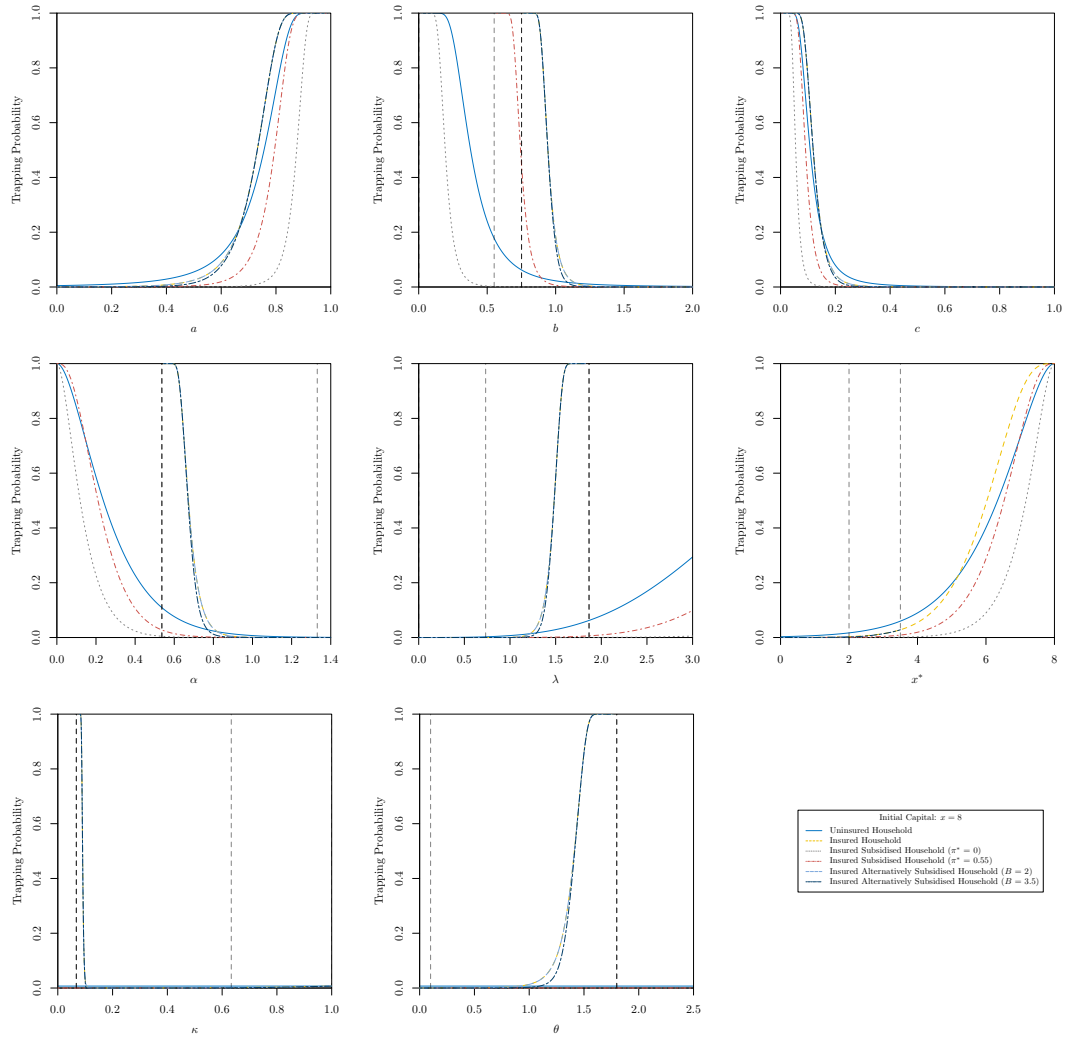 Trapping Probability
0.0 0.2 0.4 0.6 0.8 1.0
0.0 0.2 0.4 0.6 0.8 1.0
a
Trapping Probability
0.0 0.2 0.4 0.6 0.8 1.0
0.0 0.5 1.0 1.5 2.0
b
Trapping Probability
0.0 0.2 0.4 0.6 0.8 1.0
0.0 0.2 0.4 0.6 0.8 1.0
c
Trapping Probability
0.0 0.2 0.4 0.6 0.8 1.0
0.0 0.2 0.4 0.6 0.8 1.0 1.2 1.4
α
Trapping Probability
0.0 0.2 0.4 0.6 0.8 1.0
0.0 0.5 1.0 1.5 2.0 2.5 3.0
λ
Trapping Probability
0.0 0.2 0.4 0.6 0.8 1.0
0 2 4 6 8
x*
Trapping Probability
0.0 0.2 0.4 0.6 0.8 1.0
0.0 0.2 0.4 0.6 0.8 1.0
κ
Trapping Probability
0.0 0.2 0.4 0.6 0.8 1.0
0.0 0.5 1.0 1.5 2.0 2.5
θ
Initial Capital: x = 8
Uninsured Household
Insured Household
Insured Subsidised Household (π* = 0)
Insured Subsidised Household (π* = 0.55)
Insured Alternatively Subsidised Household (B = 2)
Insured Alternatively Subsidised Household (B = 3.5)